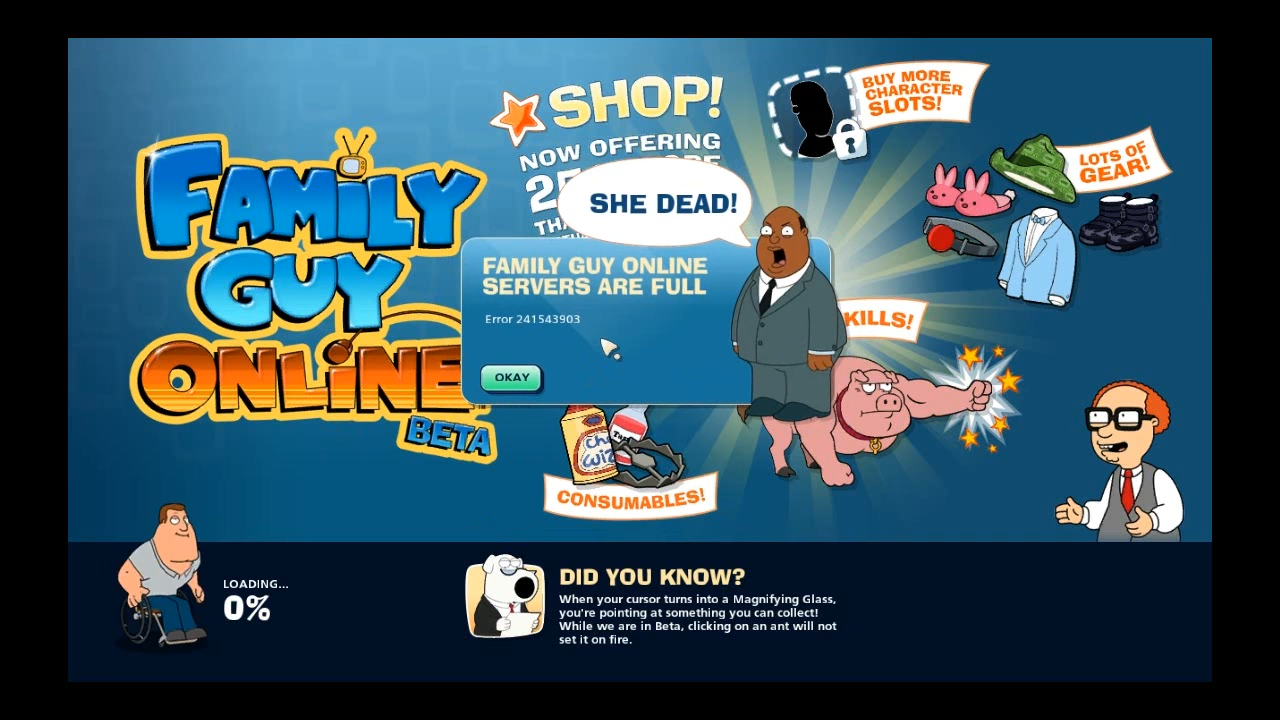 FAMILY
GUY
ONLINE
BETA
SHOP!
NOW OFFERING
BUY MORE
CHARACTER
SLOTS!
LOTS OF
GEAR!
SHE DEAD!
FAMILY GUY ONLINE
SERVERS ARE FULL
Error 241543903
OKAY
KILLS!
CONSUMABLES!
LOADING...
0%
DID YOU KNOW?
When your cursor turns into a Magnifying Glass,
you're pointing at something you can collect!
While we are in Beta, clicking on an ant will not
set it on fire.